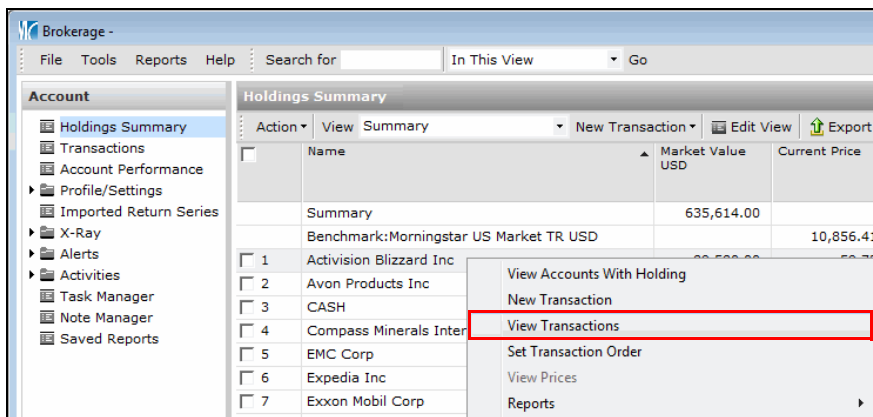 Brokerage -
File Tools Reports Help Search for In This View Go
Account
Holdings Summary
Transactions
Account Performance
Profile/Settings
Imported Return Series
X-Ray
Alerts
Activities
Task Manager
Note Manager
Saved Reports
Holdings Summary
Action View Summary New Transaction Edit View Export
Name Market Value USD Current Price
Summary 635,614.00
Benchmark:Morningstar US Market TR USD 10,856.41
1 Activision Blizzard Inc
2 Avon Products Inc
3 CASH
4 Compass Minerals Inter
5 EMC Corp
6 Expedia Inc
7 Exxon Mobil Corp
View Accounts With Holding
New Transaction
View Transactions
Set Transaction Order
View Prices
Reports